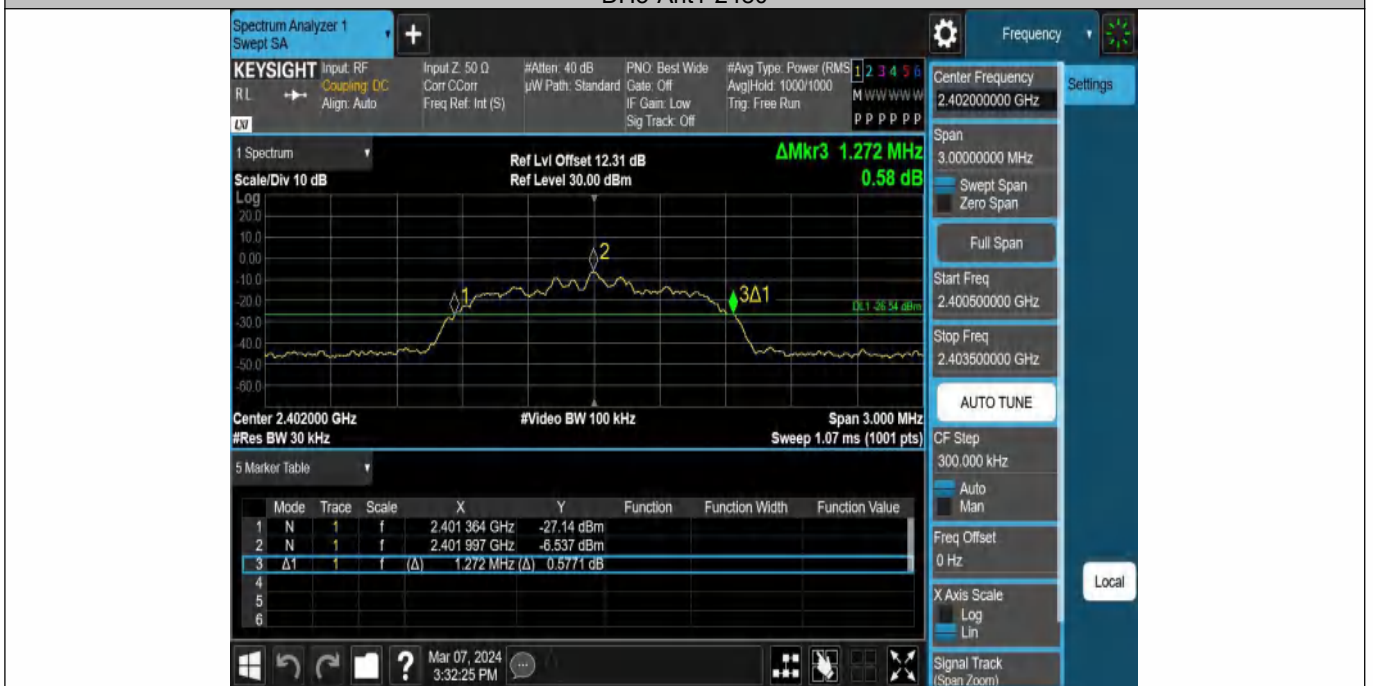 Spectrum Analyzer 1
Swept SA
+
Frequency
KEYSIGHT Input: RF Input Z: 50 Ω #Atten: 40 dB PNO: Best Wide #Avg Type: Power (RMS 1 2 3 4 5 6
RL Coupling: DC Corr CCorr µW Path: Standard Gate: Off Avg|Hold: 1000/1000 M W W W W W
Align: Auto Freq Ref: Int (S) IF Gain: Low Trig: Free Run
LXI Sig Track: Off P P P P P P
1 Spectrum Ref Lvl Offset 12.31 dB ΔMkr3 1.272 MHz
Scale/Div 10 dB Ref Level 30.00 dBm 0.58 dB
Log
20.0
10.0
0.00
-10.0
-20.0
-30.0
-40.0
-50.0
-60.0
1
2
3Δ1
DL1 -26.54 dBm
Center 2.402000 GHz #Video BW 100 kHz Span 3.000 MHz
#Res BW 30 kHz Sweep 1.07 ms (1001 pts)
5 Marker Table
Mode Trace Scale X Y Function Function Width Function Value
1 N 1 f 2.401 364 GHz -27.14 dBm
2 N 1 f 2.401 997 GHz -6.537 dBm
3 Δ1 1 f (Δ) 1.272 MHz (Δ) 0.5771 dB
4
5
6
Mar 07, 2024
3:32:25 PM
?
Center Frequency
2.402000000 GHz
Settings
Span
3.00000000 MHz
Swept Span
Zero Span
Full Span
Start Freq
2.400500000 GHz
Stop Freq
2.403500000 GHz
AUTO TUNE
CF Step
300.000 kHz
Auto
Man
Freq Offset
0 Hz
X Axis Scale
Log
Lin
Local
Signal Track
(Span Zoom)